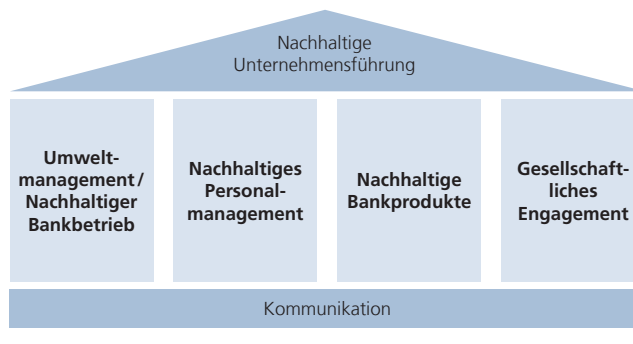 Nachhaltige
Unternehmensführung
Umwelt-
management /
Nachhaltiger
Bankbetrieb
Nachhaltiges
Personal-
management
Nachhaltige
Bankprodukte
Gesellschaft-
liches
Engagement
Kommunikation